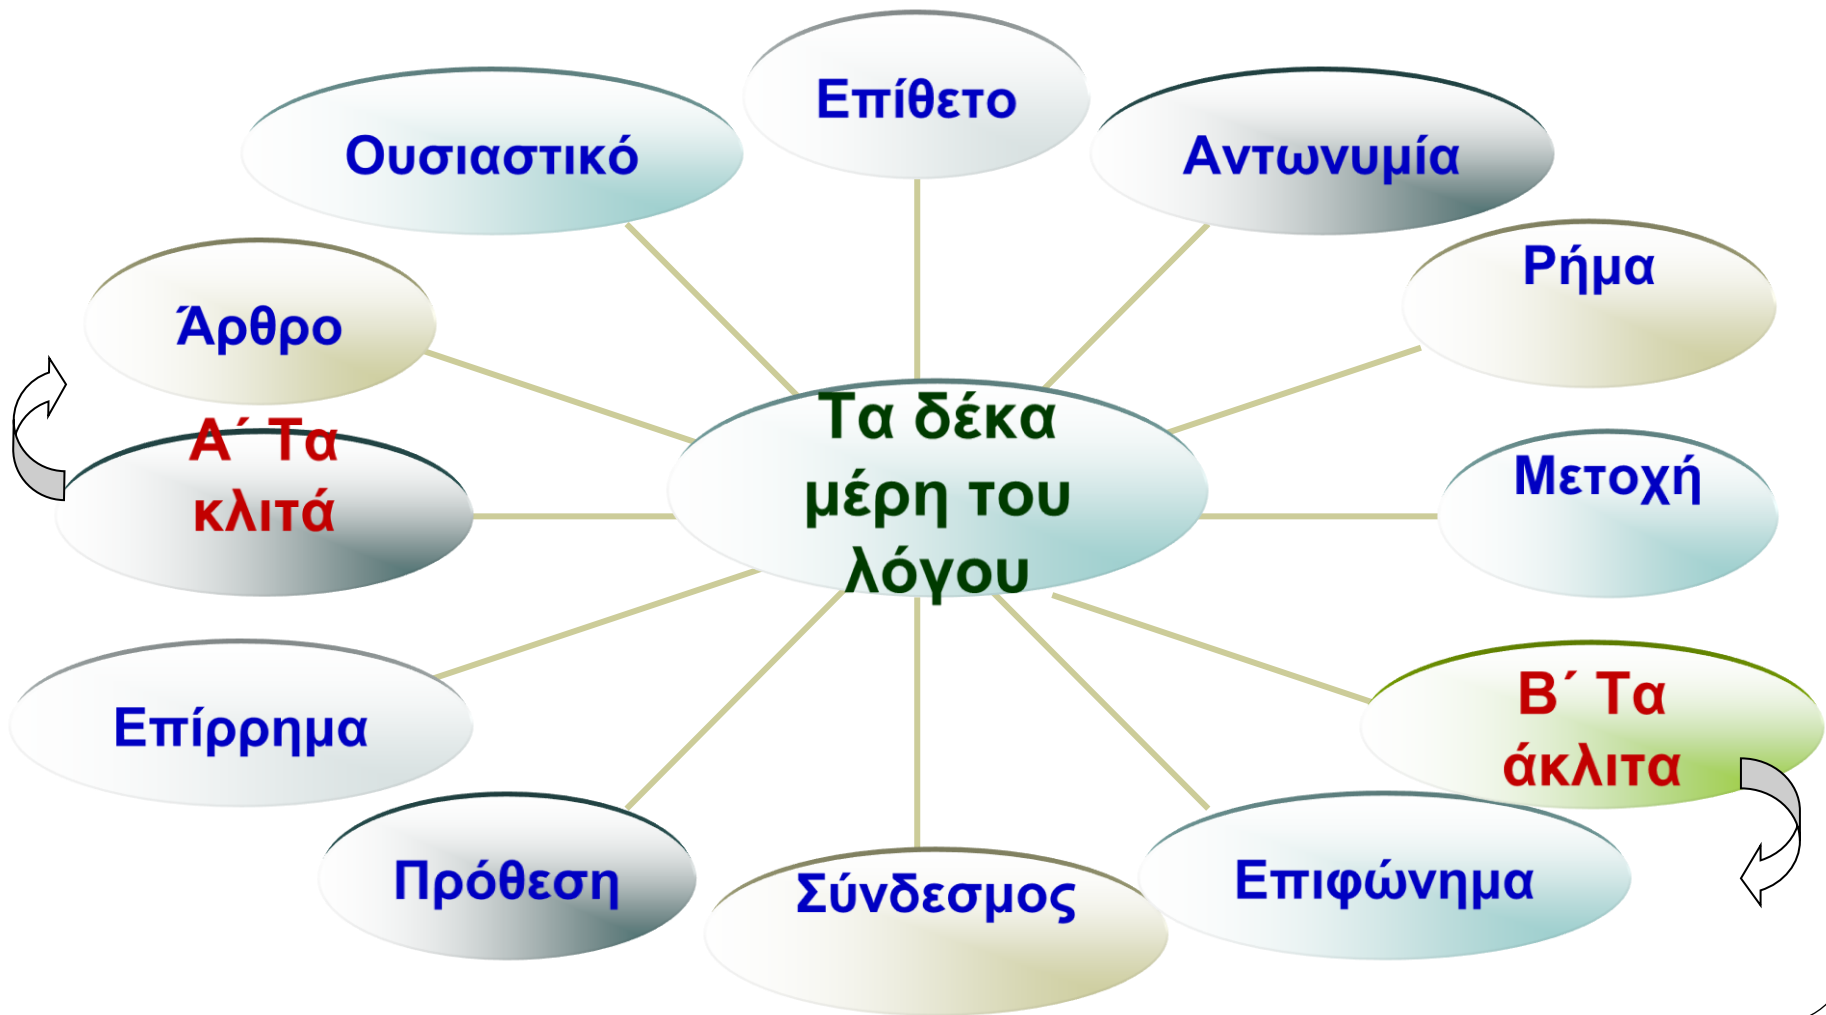 Επίθετο
Ουσιαστικό
Αντωνυμία
Ρήμα
Άρθρο
Τα δέκα
μέρη του
λόγου
Α΄ Τα
κλιτά
Μετοχή
Επίρρημα
Β΄ Τα
άκλιτα
Πρόθεση
Σύνδεσμος
Επιφώνημα